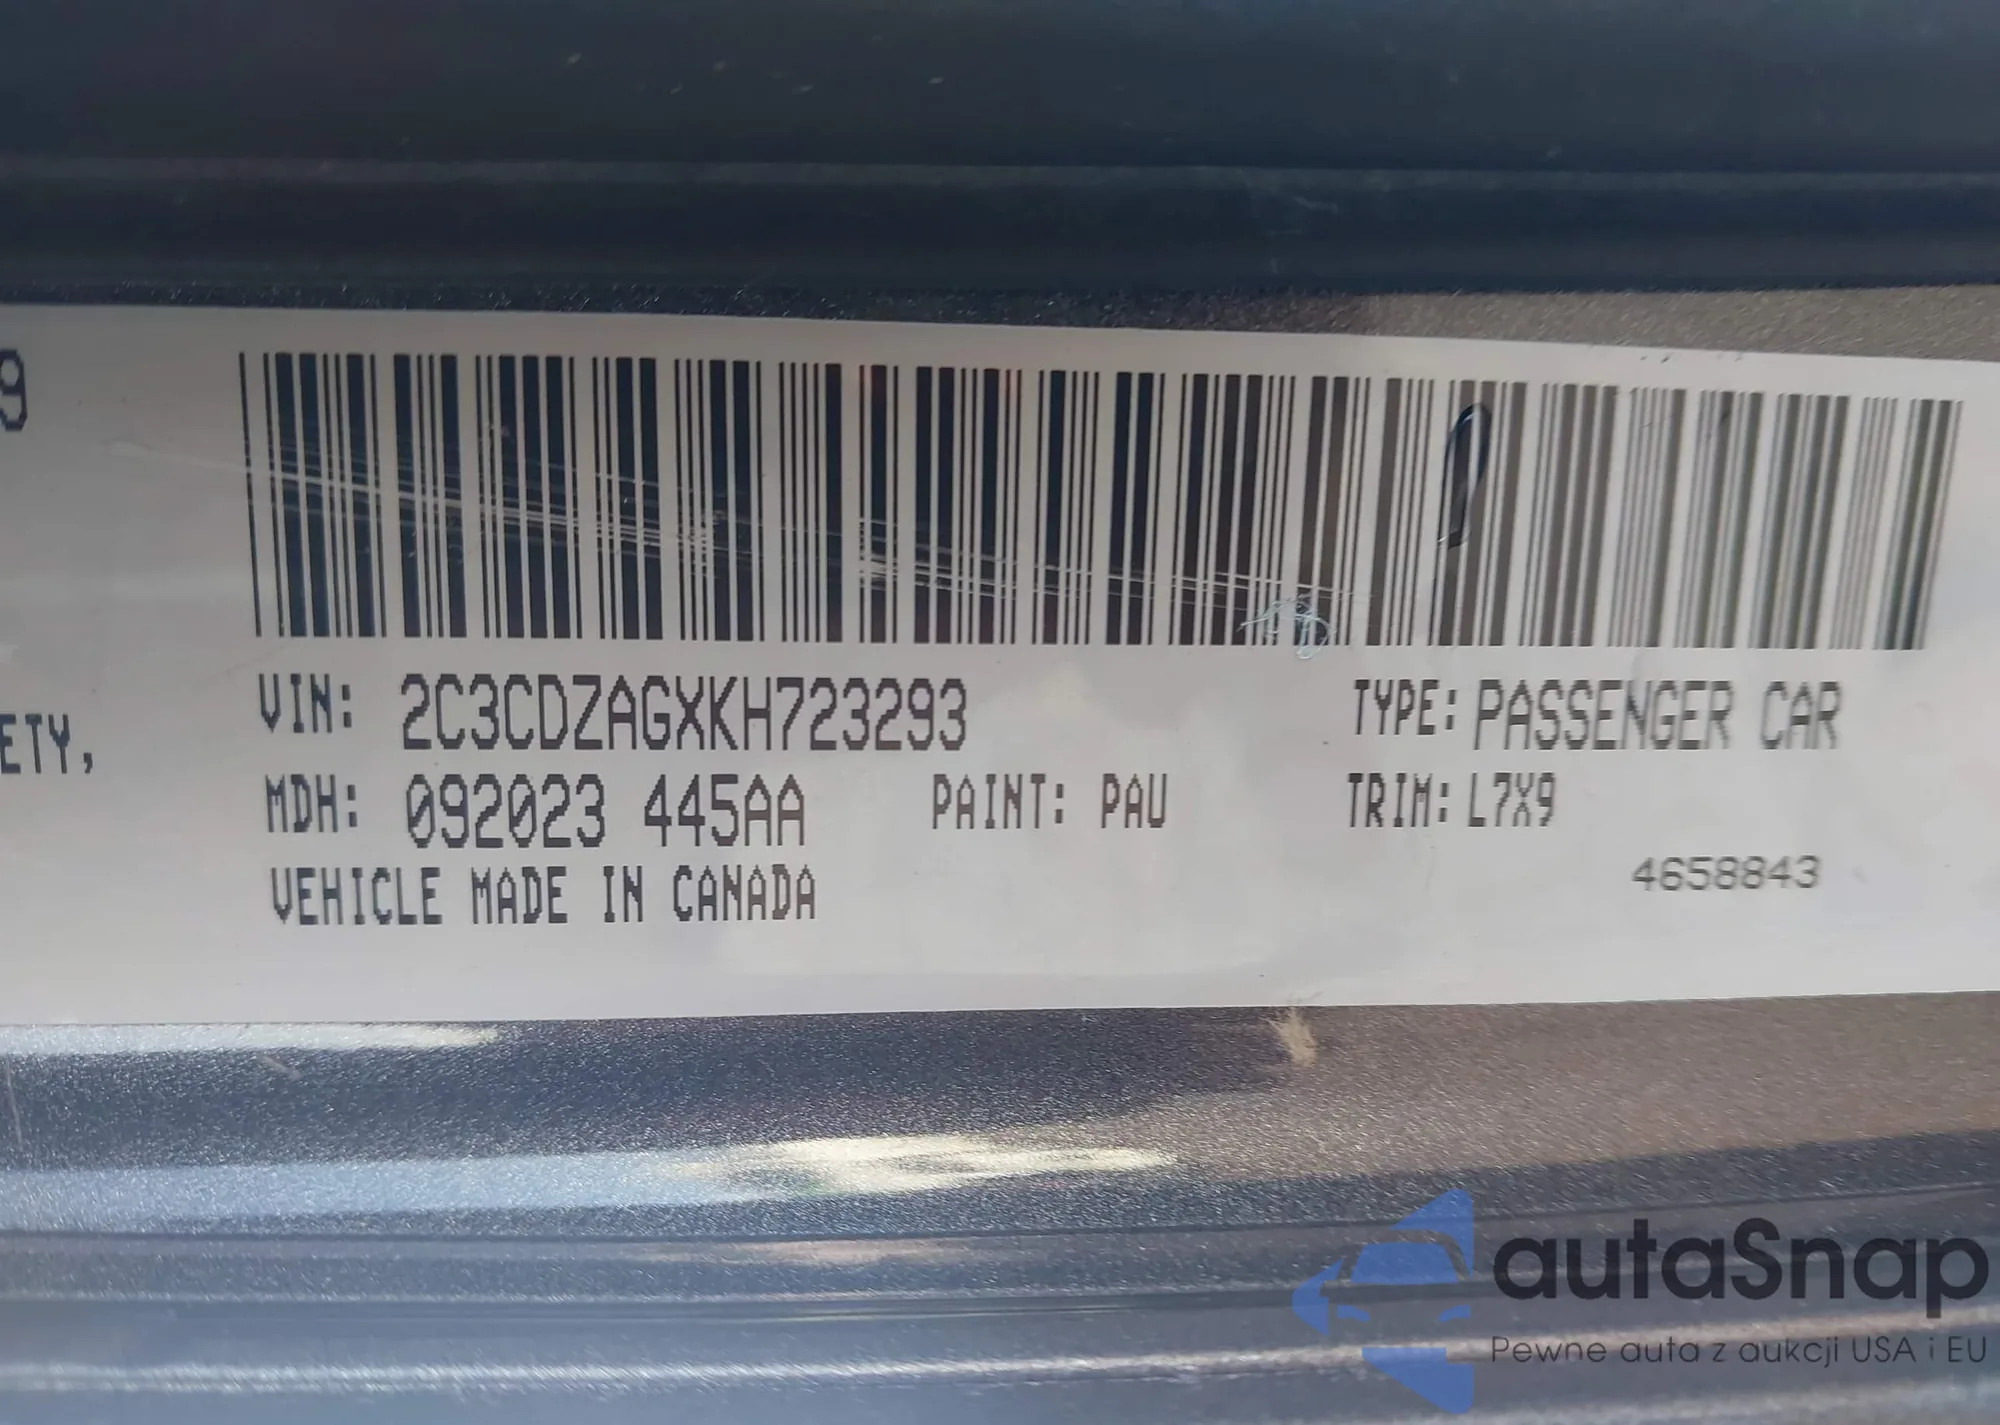 9
ETY,
VIN: 2C3CDZAGXKH723293
TYPE: PASSENGER CAR
MDH: 092023 445AA
PAINT: PAU
TRIM: L7X9
VEHICLE MADE IN CANADA
4658843
autaSnap
Pewne auta z aukcji USA i EU